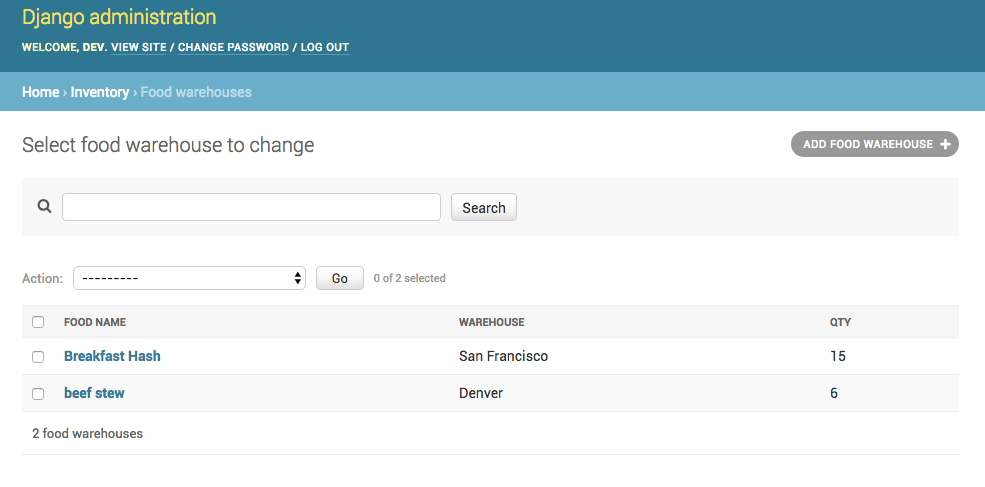 Django administration
WELCOME, DEV. VIEW SITE / CHANGE PASSWORD / LOG OUT
Home › Inventory › Food warehouses
Select food warehouse to change
ADD FOOD WAREHOUSE +
Search
Action: --------- Go 0 of 2 selected
FOOD NAME WAREHOUSE QTY
Breakfast Hash San Francisco 15
beef stew Denver 6
2 food warehouses